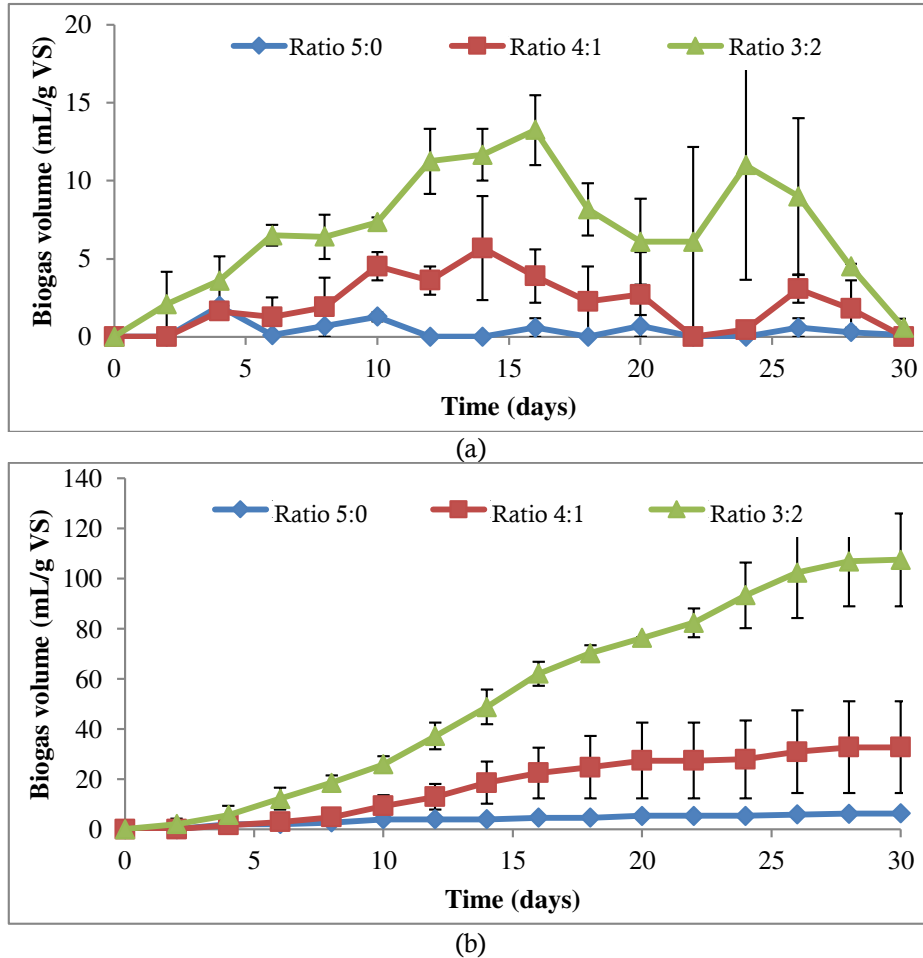 20
15
10
5
0
Biogas volume (mL/g VS)
Ratio 5:0 Ratio 4:1 Ratio 3:2
0 5 10 15 20 25 30
Time (days)
(a)
140
120
100
80
60
40
20
0
Biogas volume (mL/g VS)
Ratio 5:0 Ratio 4:1 Ratio 3:2
0 5 10 15 20 25 30
Time (days)
(b)